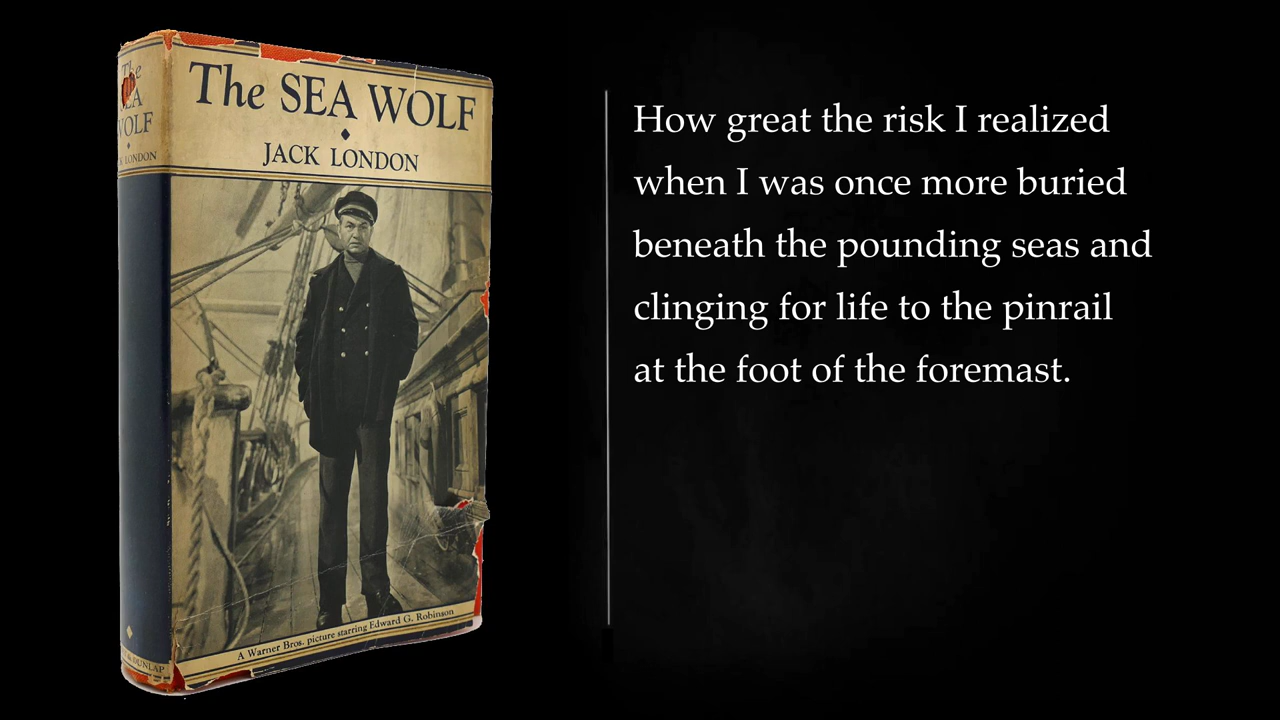 The
SEA
WOLF
LONDON
The SEA WOLF
JACK LONDON
A Warner Bros. picture starring Edward G. Robinson
DUNLAP
How great the risk I realized
when I was once more buried
beneath the pounding seas and
clinging for life to the pinrail
at the foot of the foremast.